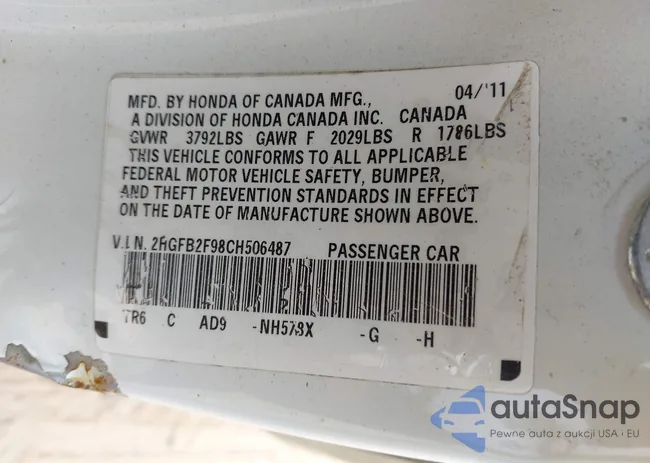 04/'11
MFD. BY HONDA OF CANADA MFG.,
A DIVISION OF HONDA CANADA INC. CANADA
GVWR 3792LBS GAWR F 2029LBS R 1786LBS
THIS VEHICLE CONFORMS TO ALL APPLICABLE
FEDERAL MOTOR VEHICLE SAFETY, BUMPER,
AND THEFT PREVENTION STANDARDS IN EFFECT
ON THE DATE OF MANUFACTURE SHOWN ABOVE.
V.I.N. 2HGFB2F98CH506487 PASSENGER CAR
TR6 C AD9 -NH578X -G -H
autaSnap
Pewne auta z aukcji USA i EU